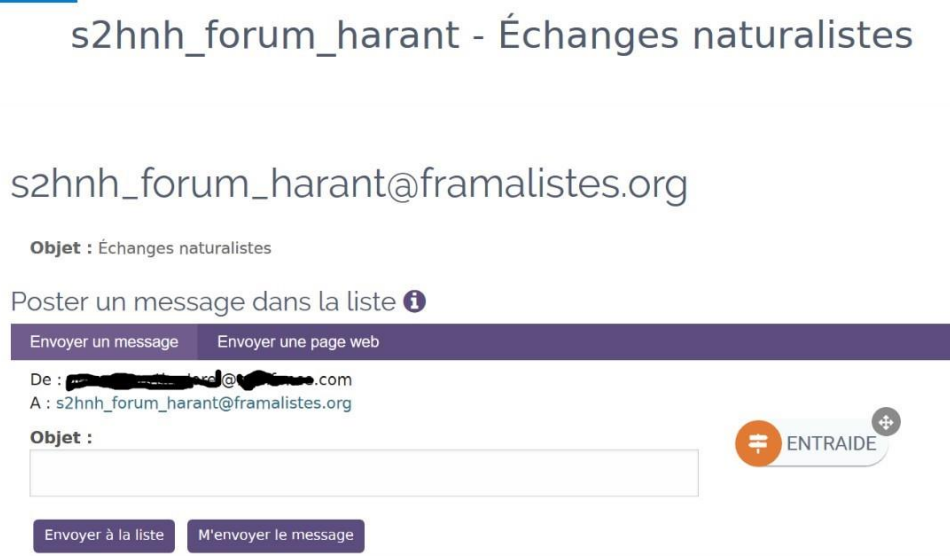 s2hnh_forum_harant - Échanges naturalistes
s2hnh_forum_harant@framalistes.org
Objet : Échanges naturalistes
Poster un message dans la liste
Envoyer un message Envoyer une page web
De : @ .com
A : s2hnh_forum_harant@framalistes.org
Objet :
ENTRAIDE
Envoyer à la liste M'envoyer le message